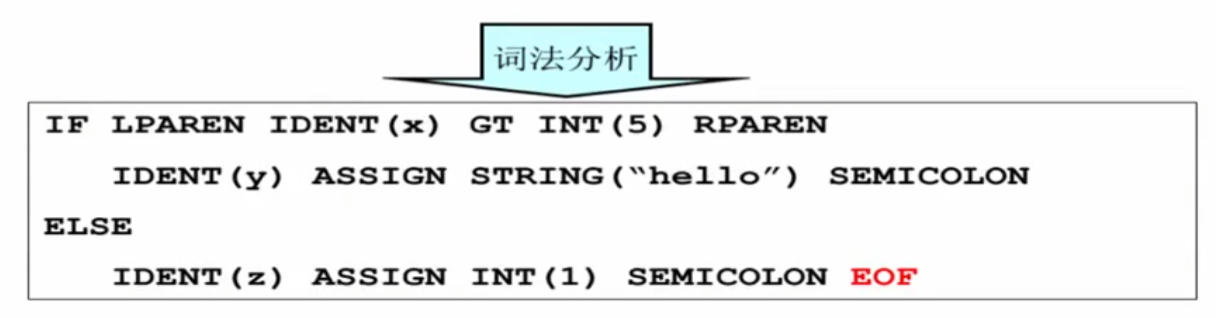 词法分析
IF LPAREN IDENT(x) GT INT(5) RPAREN
IDENT(y) ASSIGN STRING(“hello”) SEMICOLON
ELSE
IDENT(z) ASSIGN INT(1) SEMICOLON EOF